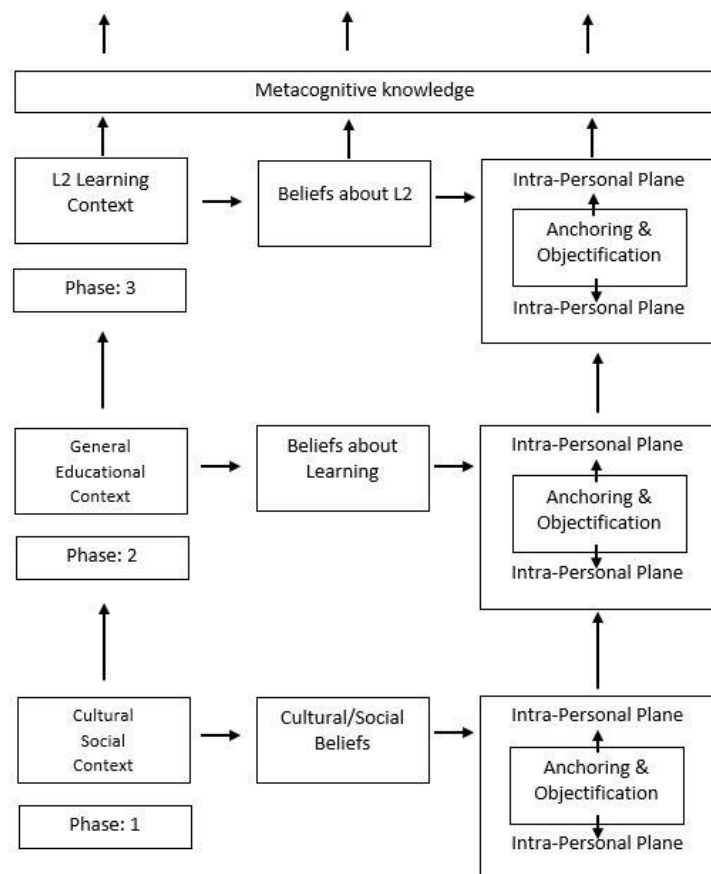 Metacognitive knowledge
L2 Learning
Context
Beliefs about L2
Intra-Personal Plane
Anchoring &
Objectification
Intra-Personal Plane
Phase: 3
General
Educational
Context
Beliefs about
Learning
Intra-Personal Plane
Anchoring &
Objectification
Intra-Personal Plane
Phase: 2
Cultural
Social
Context
Cultural/Social
Beliefs
Intra-Personal Plane
Anchoring &
Objectification
Intra-Personal Plane
Phase: 1